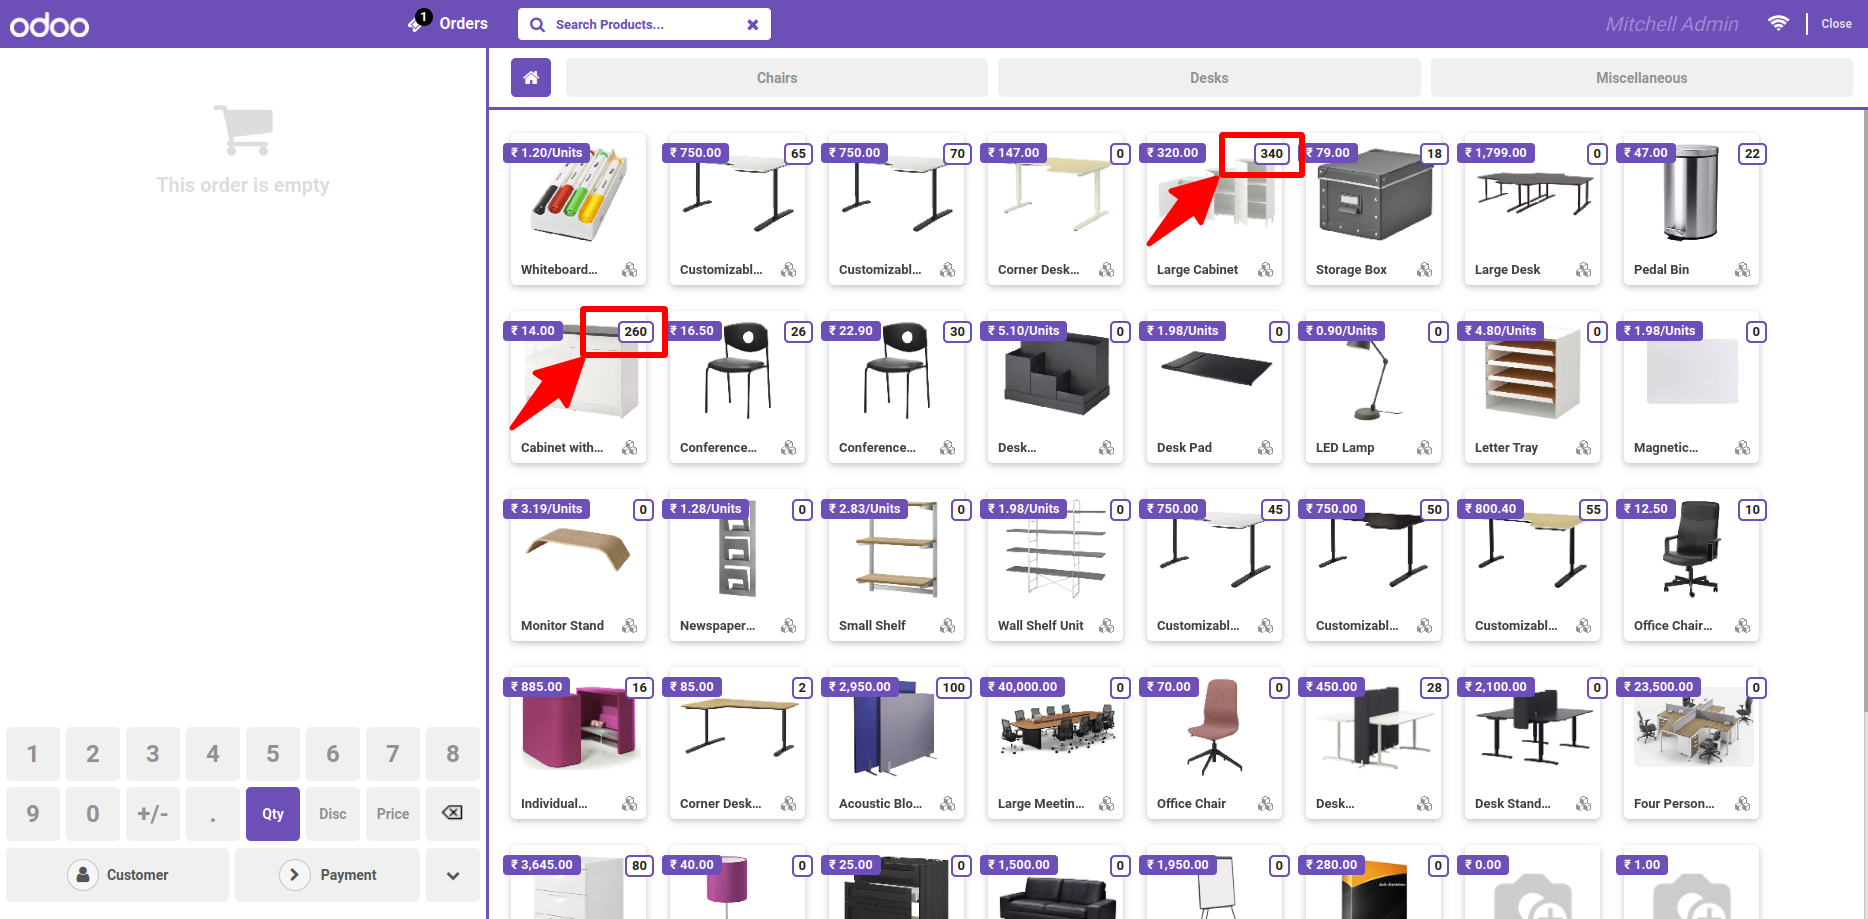 odoo
1
Orders
Search Products...
Mitchell Admin
Close
This order is empty
Chairs
Desks
Miscellaneous
₹ 1.20/Units
Whiteboard...
₹ 750.00
65
Customizabl...
₹ 750.00
70
Customizabl...
₹ 147.00
0
Corner Desk...
₹ 320.00
340
Large Cabinet
₹ 79.00
18
Storage Box
₹ 1,799.00
0
Large Desk
₹ 47.00
22
Pedal Bin
₹ 14.00
260
Cabinet with...
₹ 16.50
26
Conference...
₹ 22.90
30
Conference...
₹ 5.10/Units
0
Desk...
₹ 1.98/Units
0
Desk Pad
₹ 0.90/Units
0
LED Lamp
₹ 4.80/Units
0
Letter Tray
₹ 1.98/Units
0
Magnetic...
₹ 3.19/Units
0
Monitor Stand
₹ 1.28/Units
0
Newspaper...
₹ 2.83/Units
0
Small Shelf
₹ 1.98/Units
0
Wall Shelf Unit
₹ 750.00
45
Customizabl...
₹ 750.00
50
Customizabl...
₹ 800.40
55
Customizabl...
₹ 12.50
10
Office Chair...
₹ 885.00
16
Individual...
₹ 85.00
2
Corner Desk...
₹ 2,950.00
100
Acoustic Blo...
₹ 40,000.00
0
Large Meetin...
₹ 70.00
0
Office Chair
₹ 450.00
28
Desk...
₹ 2,100.00
0
Desk Stand...
₹ 23,500.00
0
Four Person...
₹ 3,645.00
80
₹ 40.00
0
₹ 25.00
0
₹ 1,500.00
0
₹ 1,950.00
0
₹ 280.00
0
₹ 0.00
₹ 1.00
1 2 3 4 5 6 7 8
9 0 +/- . Qty Disc Price
Customer
Payment